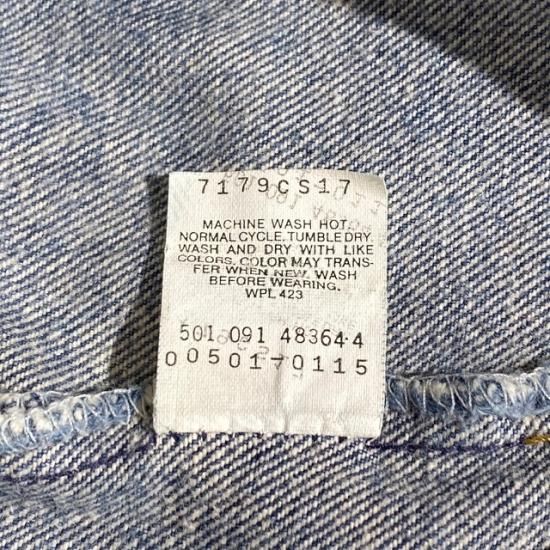 7179CS17
MACHINE WASH HOT.
NORMAL CYCLE. TUMBLE DRY.
WASH AND DRY WITH LIKE
COLORS. COLOR MAY TRANS-
FER WHEN NEW. WASH
BEFORE WEARING.
WPL 423
501 091 48364-4
0050170115